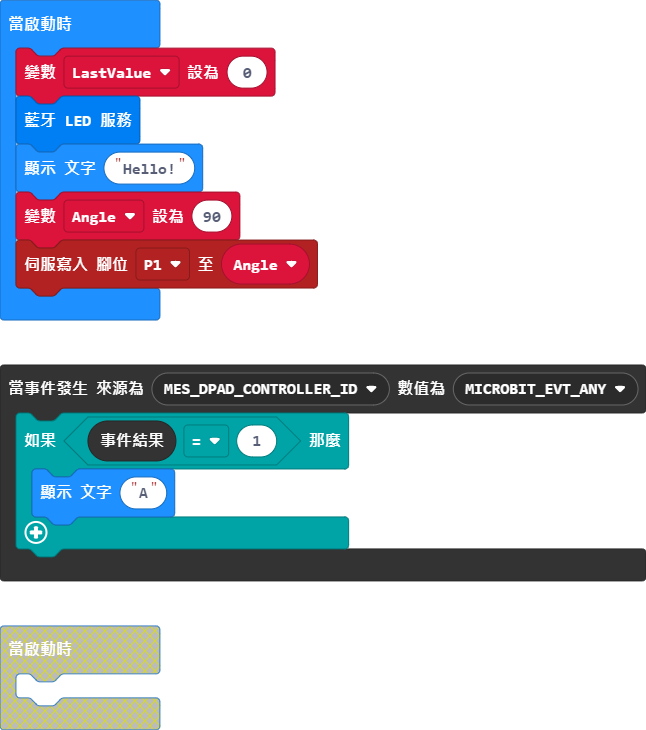 當啟動時
變數 LastValue 設為 0
藍牙 LED 服務
顯示 文字 "Hello!"
變數 Angle 設為 90
伺服寫入 腳位 P1 至 Angle
當事件發生 來源為 MES_DPAD_CONTROLLER_ID 數值為 MICROBIT_EVT_ANY
如果 事件結果 = 1 那麼
顯示 文字 "A"
當啟動時